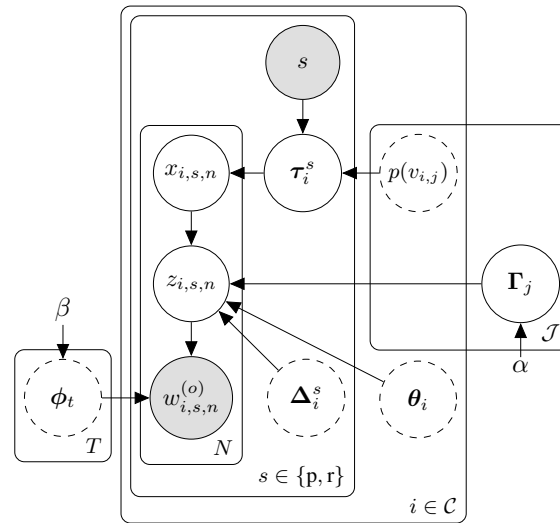 s
x_{i,s,n}
τ_i^s
p(v_{i,j})
z_{i,s,n}
Γ_j
β
𝒥
α
ϕ_t
w_{i,s,n}^{(o)}
Δ_i^s
θ_i
T
N
s ∈ {p, r}
i ∈ 𝒞